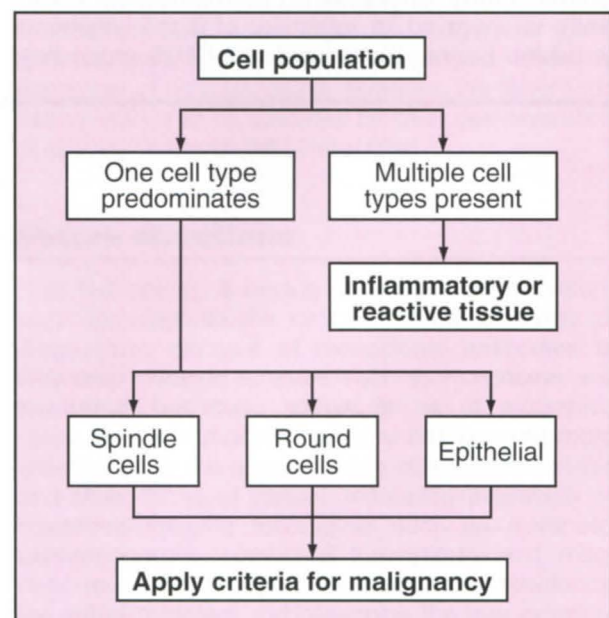 Cell population
One cell type
predominates
Multiple cell
types present
Inflammatory or
reactive tissue
Spindle
cells
Round
cells
Epithelial
Apply criteria for malignancy